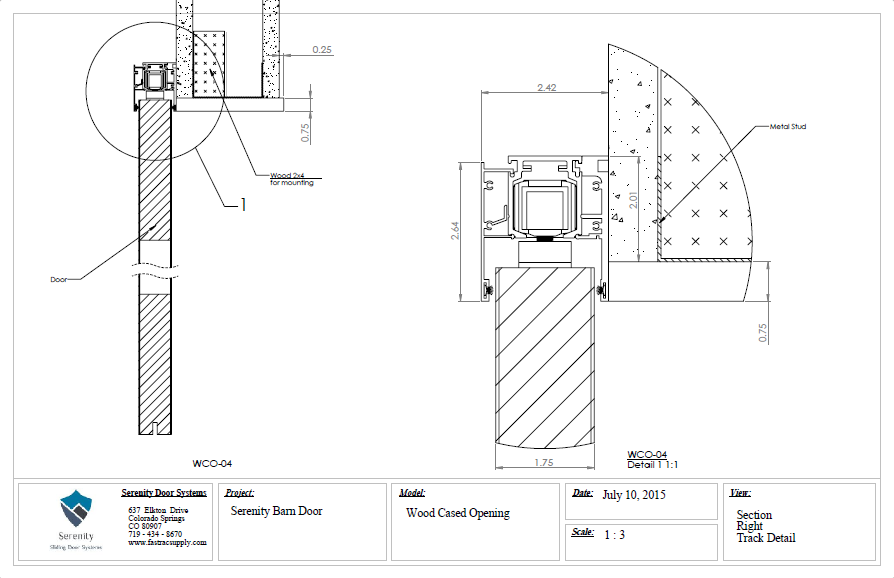 0.25
0.75
Wood 2x4
for mounting
1
Door
WCO-04
2.42
Metal Stud
2.01
2.64
0.75
1.75
WCO-04
Detail 1 1:1
Serenity
Sliding Door Systems
Serenity Door Systems
637 Elkton Drive
Colorado Springs
CO 80907
719 - 434 - 8670
www.fastracsupply.com
Project:
Serenity Barn Door
Model:
Wood Cased Opening
Date: July 10, 2015
Scale: 1 : 3
View:
Section
Right
Track Detail